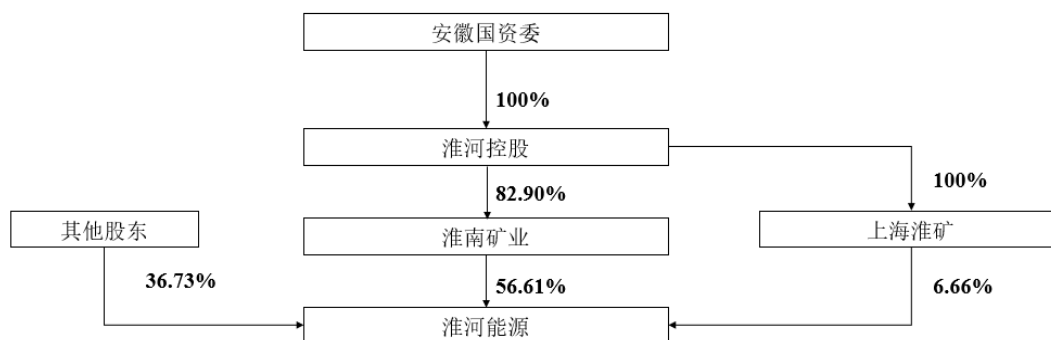 安徽国资委
100%
淮河控股
82.90%
100%
其他股东
淮南矿业
上海淮矿
36.73%
56.61%
6.66%
淮河能源